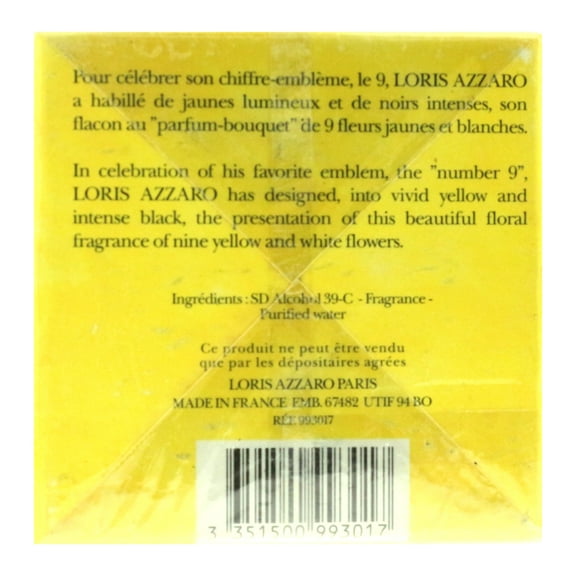 Pour célébrer son chiffre-emblème, le 9, LORIS AZZARO
a habillé de jaunes lumineux et de noirs intenses, son
flacon au "parfum-bouquet" de 9 fleurs jaunes et blanches.
In celebration of his favorite emblem, the "number 9",
LORIS AZZARO has designed, into vivid yellow and
intense black, the presentation of this beautiful floral
fragrance of nine yellow and white flowers.
Ingrédients : SD Alcohol 39-C - Fragrance -
Purified water
Ce produit ne peut être vendu
que par les dépositaires agrées
LORIS AZZARO PARIS
MADE IN FRANCE EMB. 67482 UTIF 94 BO
RÉF. 993017
3 351500 993017